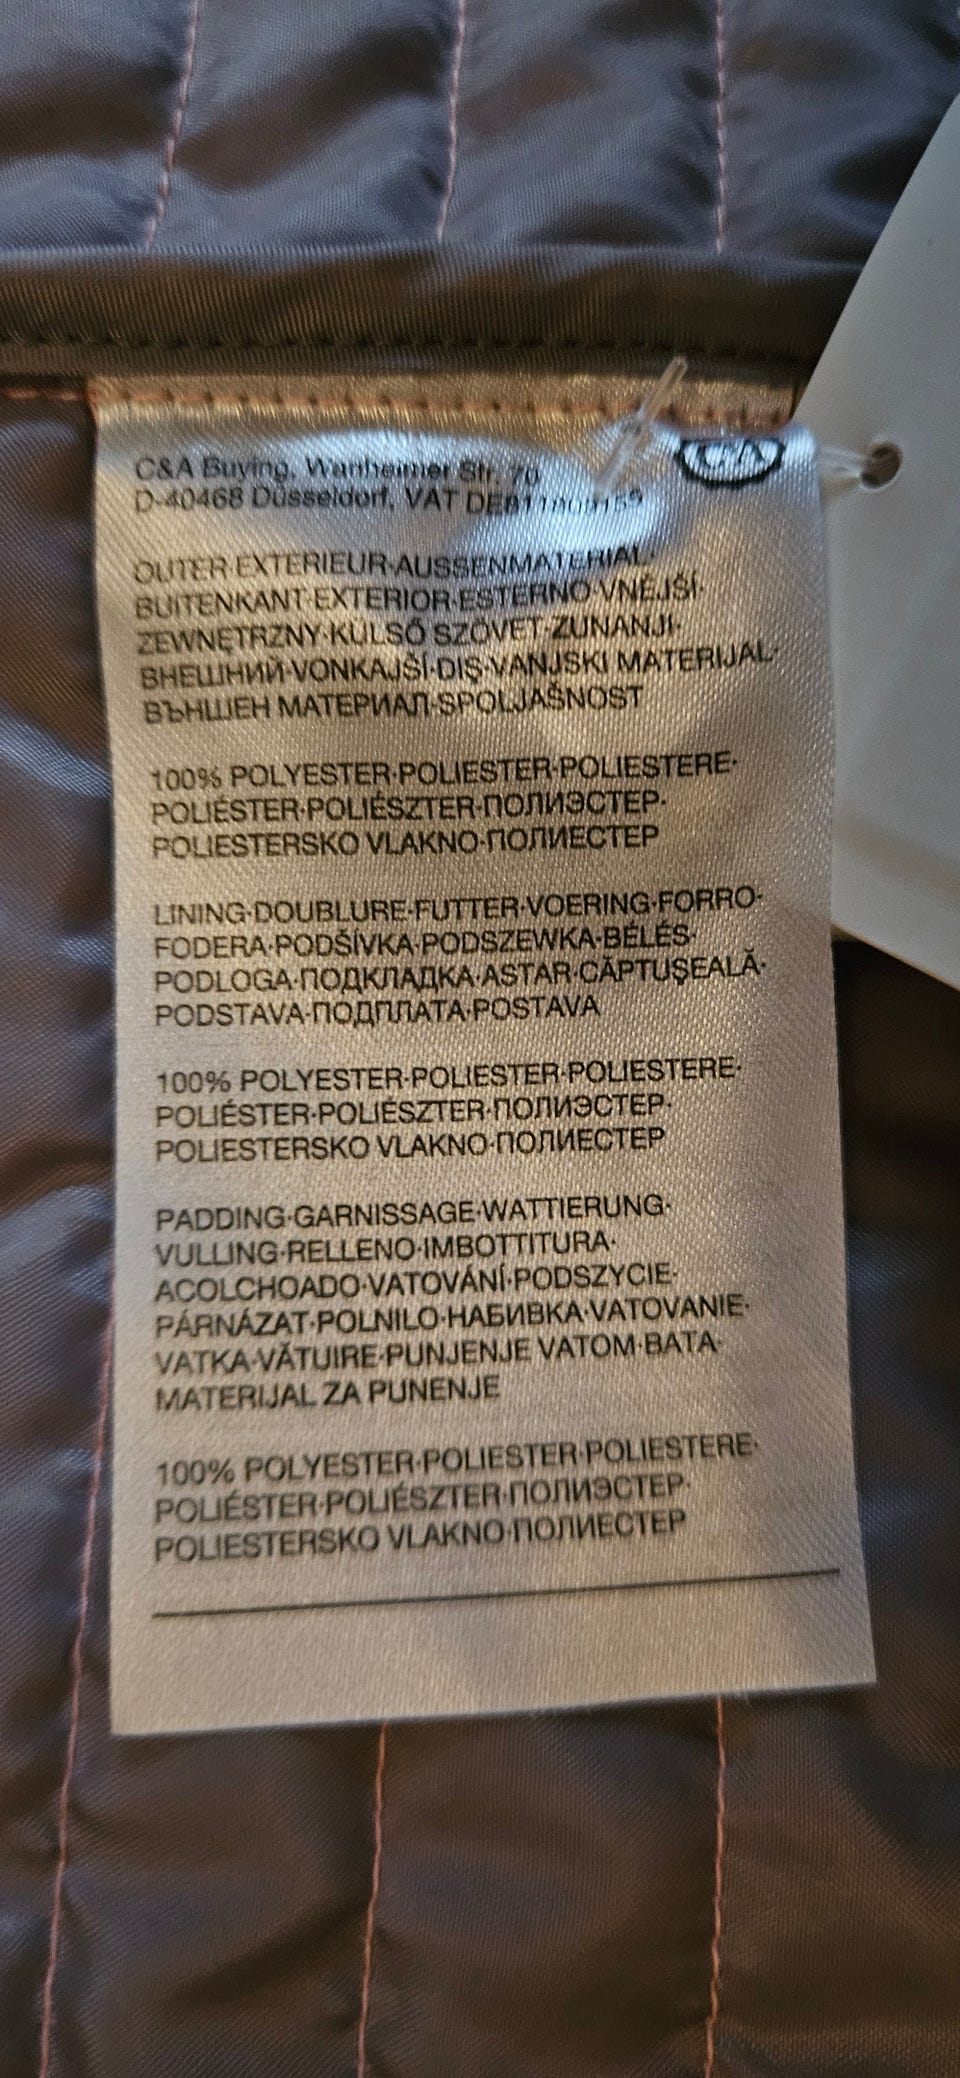 C&A Buying, Wanheimer Str. 70
C&A
D-40468 Düsseldorf, VAT DE811809159
OUTER·EXTERIEUR·AUSSENMATERIAL·
BUITENKANT·EXTERIOR·ESTERNO·VNĚJŠÍ·
ZEWNĘTRZNY·KÜLSŐ SZÖVET·ZUNANJI·
ВНЕШНИЙ·VONKAJŠÍ·DIŞ·VANJSKI MATERIJAL·
ВЪНШЕН МАТЕРИАЛ·SPOLJAŠNOST
100% POLYESTER·POLIESTER·POLIESTERE·
POLIÉSTER·POLIÉSZTER·ПОЛИЭСТЕР·
POLIESTERSKO VLAKNO·ПОЛИЕСТЕР
LINING·DOUBLURE·FUTTER·VOERING·FORRO·
FODERA·PODŠÍVKA·PODSZEWKA·BÉLÉS·
PODLOGA·ПОДКЛАДКА·ASTAR·CĂPTUŞEALĂ·
PODSTAVA·ПОДПЛАТА·POSTAVA
100% POLYESTER·POLIESTER·POLIESTERE·
POLIÉSTER·POLIÉSZTER·ПОЛИЭСТЕР·
POLIESTERSKO VLAKNO·ПОЛИЕСТЕР
PADDING·GARNISSAGE·WATTIERUNG·
VULLING·RELLENO·IMBOTTITURA·
ACOLCHOADO·VATOVÁNÍ·PODSZYCIE·
PÁRNÁZAT·POLNILO·НАБИВКА·VATOVANIE·
VATKA·VĂTUIRE·PUNJENJE VATOM·ВАТА·
MATERIJAL ZA PUNENJE
100% POLYESTER·POLIESTER·POLIESTERE·
POLIÉSTER·POLIÉSZTER·ПОЛИЭСТЕР·
POLIESTERSKO VLAKNO·ПОЛИЕСТЕР